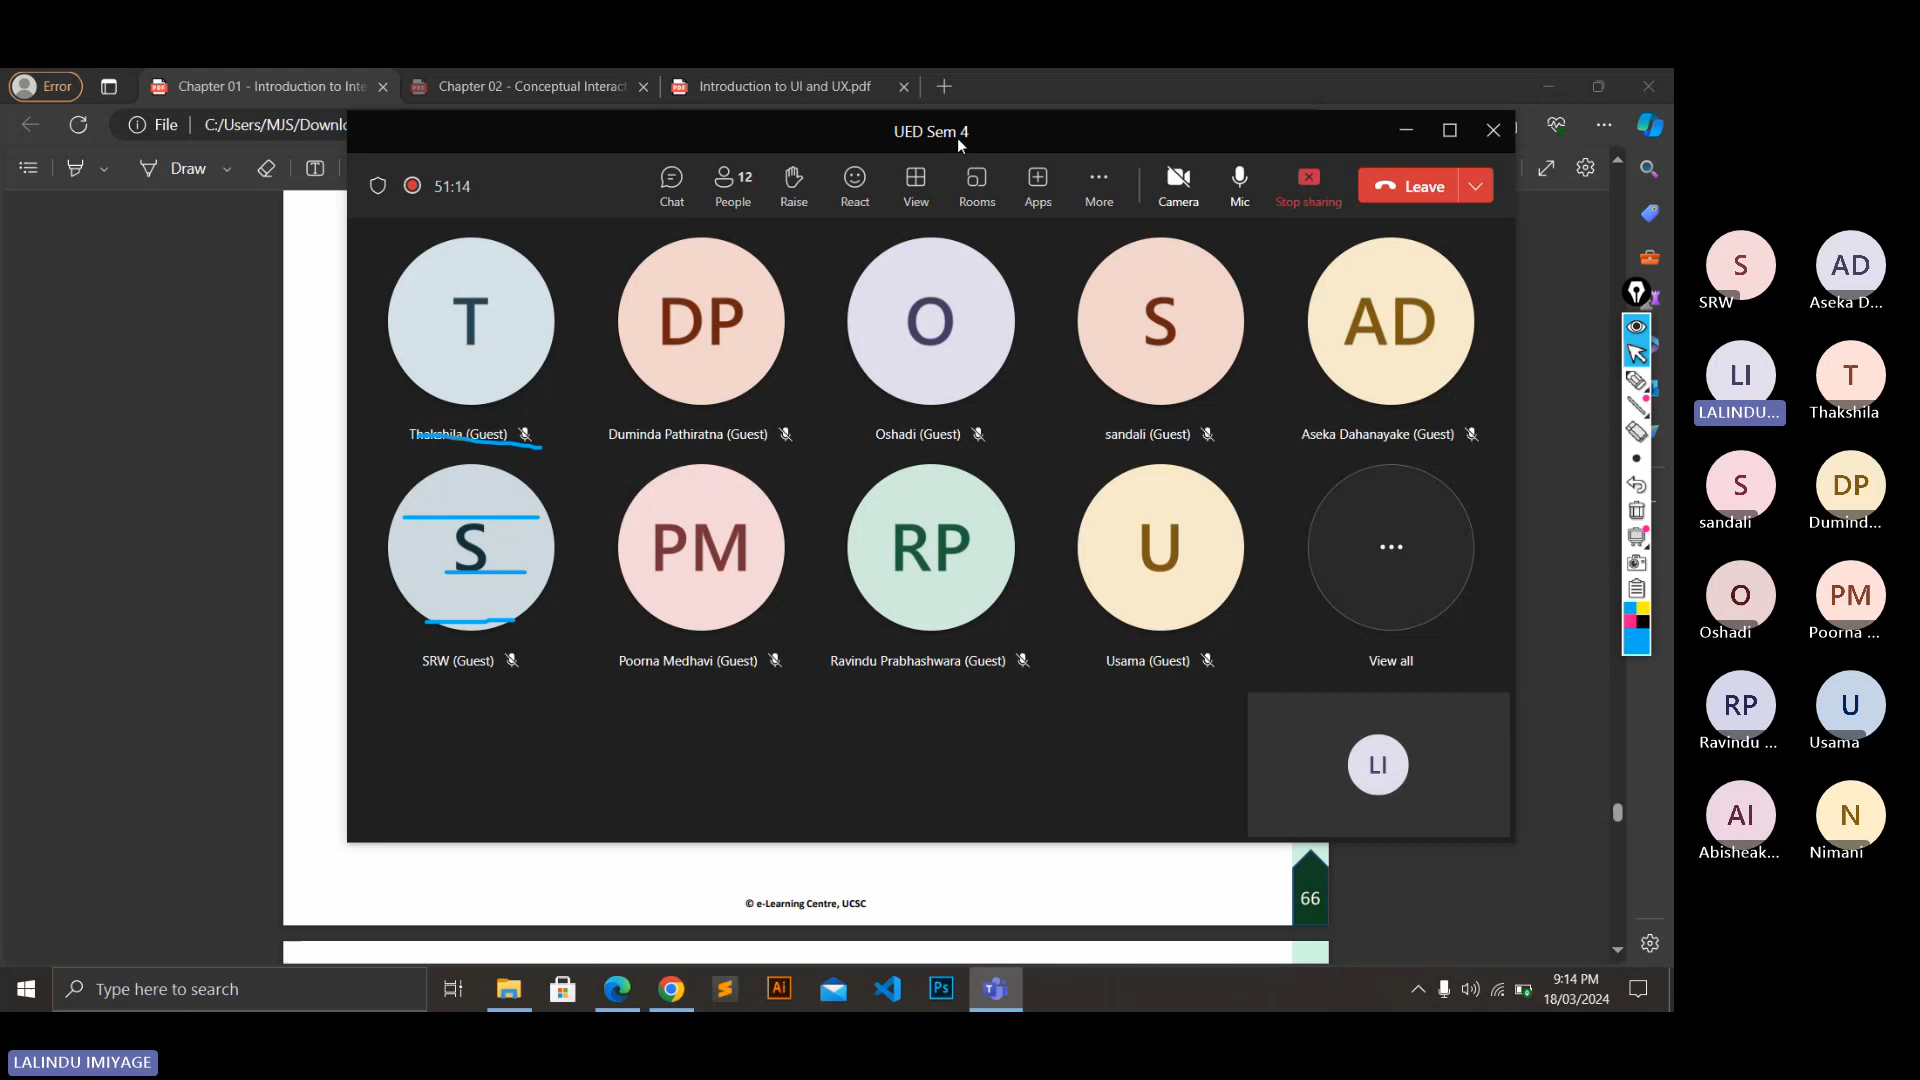 Error
Chapter 01 - Introduction to Inte
Chapter 02 - Conceptual Interact
Introduction to UI and UX.pdf
File
C:/Users/MJS/Downlo
UED Sem 4
Draw
51:14
12
Chat
People
Raise
React
View
Rooms
Apps
More
Camera
Mic
Stop sharing
Leave
T
DP
O
S
AD
Thakshila (Guest)
Duminda Pathiratna (Guest)
Oshadi (Guest)
sandali (Guest)
Aseka Dahanayake (Guest)
S
PM
RP
U
SRW (Guest)
Poorna Medhavi (Guest)
Ravindu Prabhashwara (Guest)
Usama (Guest)
View all
LI
© e-Learning Centre, UCSC
66
S
AD
SRW
Aseka D...
LI
T
LALINDU...
Thakshila
S
DP
sandali
Dumind...
O
PM
Oshadi
Poorna ...
RP
U
Ravindu ...
Usama
AI
N
Abisheak...
Nimani
Type here to search
Ai
Ps
9:14 PM
18/03/2024
LALINDU IMIYAGE